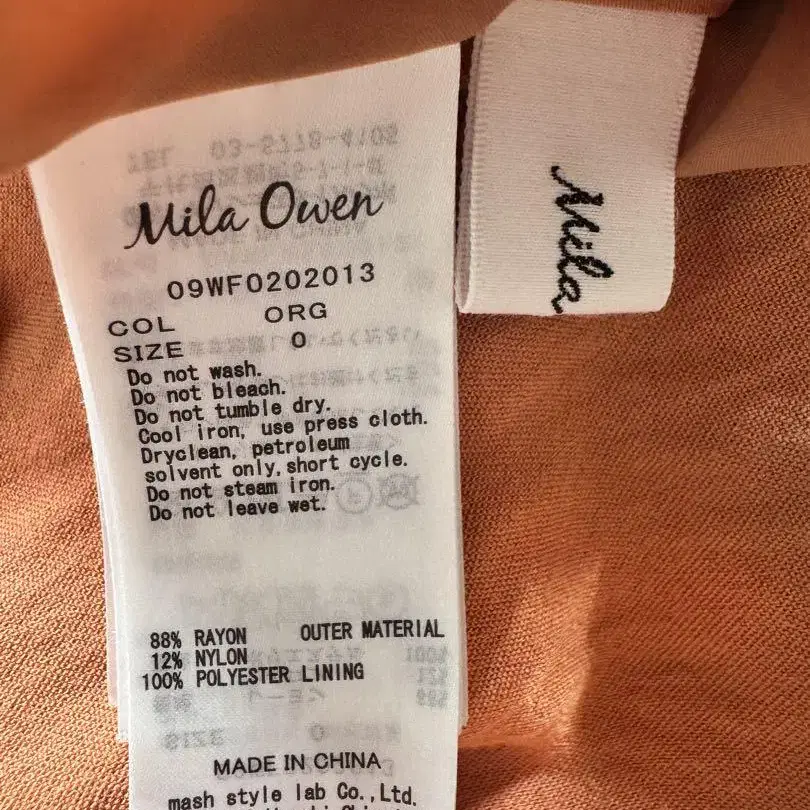 Mila Owen
09WF0202013
COL ORG
SIZE 0
Do not wash.
Do not bleach.
Do not tumble dry.
Cool iron, use press cloth.
Dryclean, petroleum
solvent only, short cycle.
Do not steam iron.
Do not leave wet.
88% RAYON OUTER MATERIAL
12% NYLON
100% POLYESTER LINING
MADE IN CHINA
mash style lab Co.,Ltd.
Mila